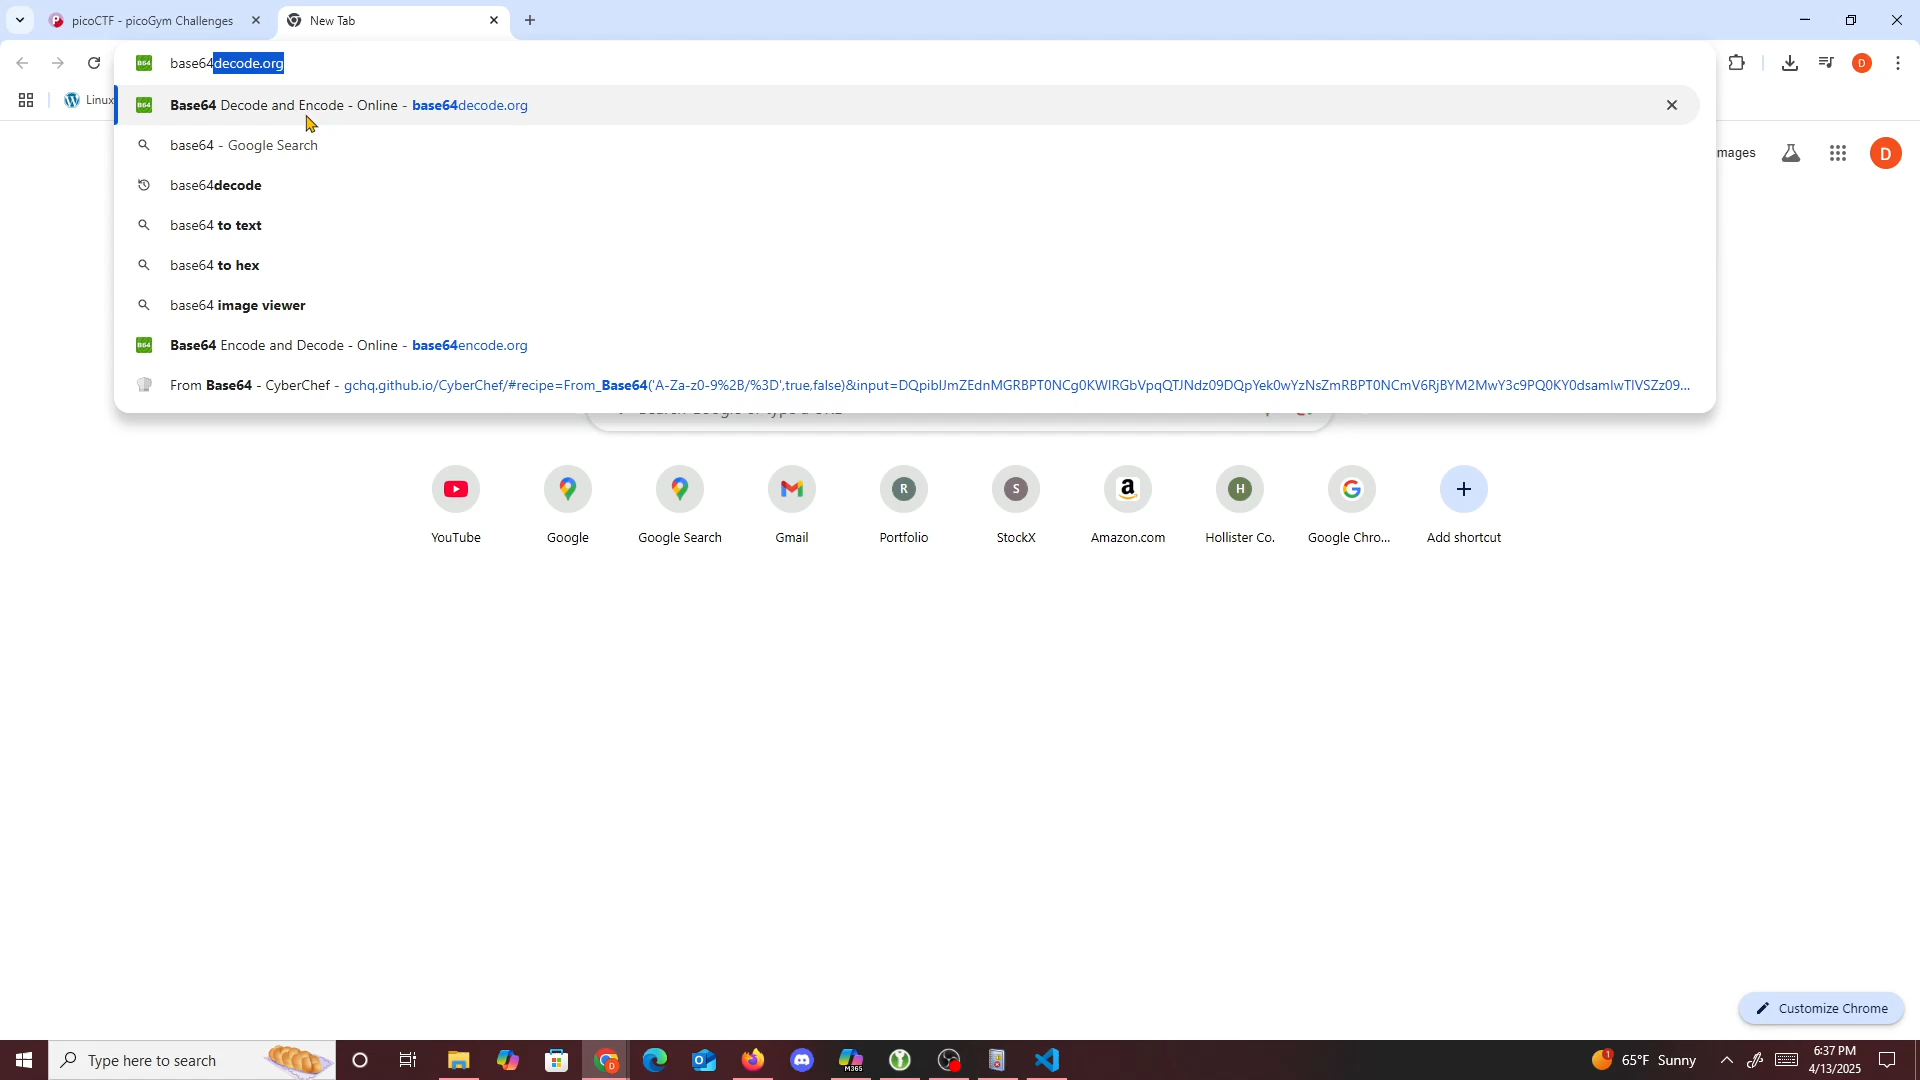 picoCTF - picoGym Challenges
New Tab
base64decode.org
Linux
Base64 Decode and Encode - Online - base64decode.org
base64 - Google Search
base64decode
base64 to text
base64 to hex
base64 image viewer
Base64 Encode and Decode - Online - base64encode.org
From Base64 - CyberChef - gchq.github.io/CyberChef/#recipe=From_Base64('A-Za-z0-9%2B/%3D',true,false)&input=DQpiblJmZEdnMGRBPT0NCg0KWlRGbVpqQTJNdz09DQpYek0wYzNsZmRBPT0NCmV6RjBYM2MwY3c9PQ0KY0dsamIwTlVSZz09...
mages
D
D
YouTube
Google
Google Search
Gmail
R
Portfolio
S
StockX
Amazon.com
H
Hollister Co.
Google Chro...
Add shortcut
Customize Chrome
Type here to search
M365
1
65°F Sunny
6:37 PM
4/13/2025